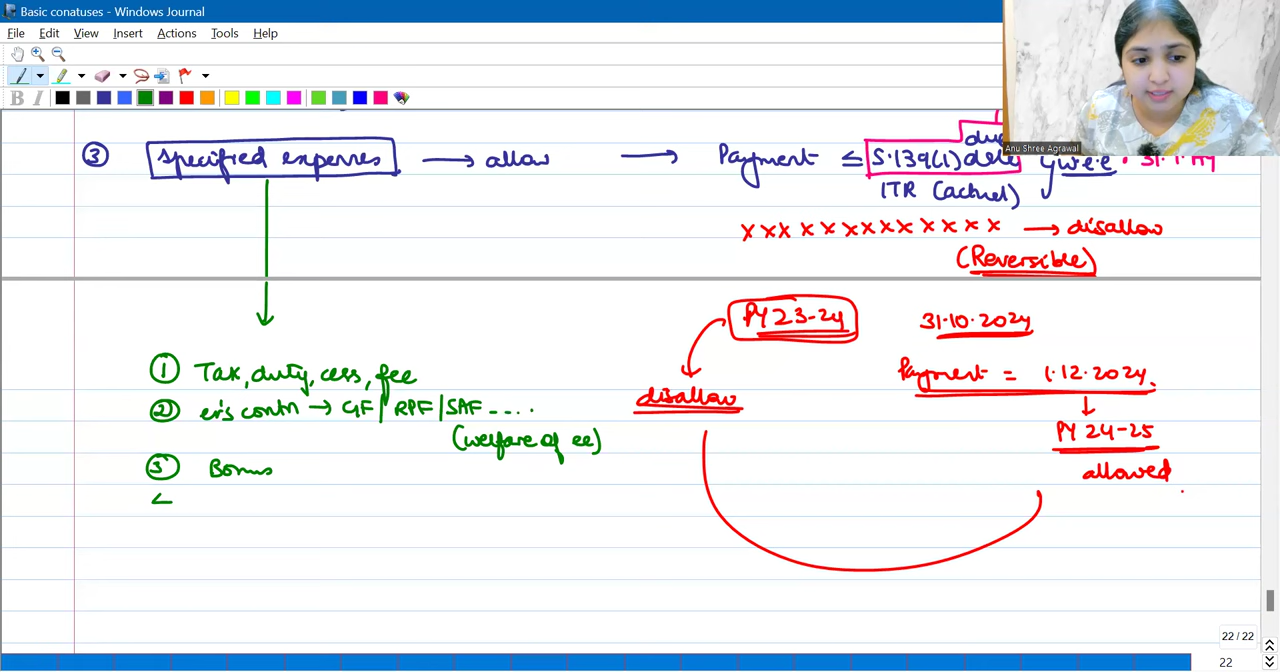 Basic conatuses - Windows Journal
File Edit View Insert Actions Tools Help
B I
Anu Shree Agrawal
③ Specified expenses → allow → Payment ≤ S.139(1) date
ITR (Actual)
x x x x x x x x x x x x x → disallow
(Reversible)
PY 23-24 31.10.2024
Payment = 1.12.2024
disallow
PY 24-25
allowed
① Tax, duty, cess, fee
② er's contn → GF / RPF / SAF ....
(welfare of ee)
③ Bonus
22 / 22
22